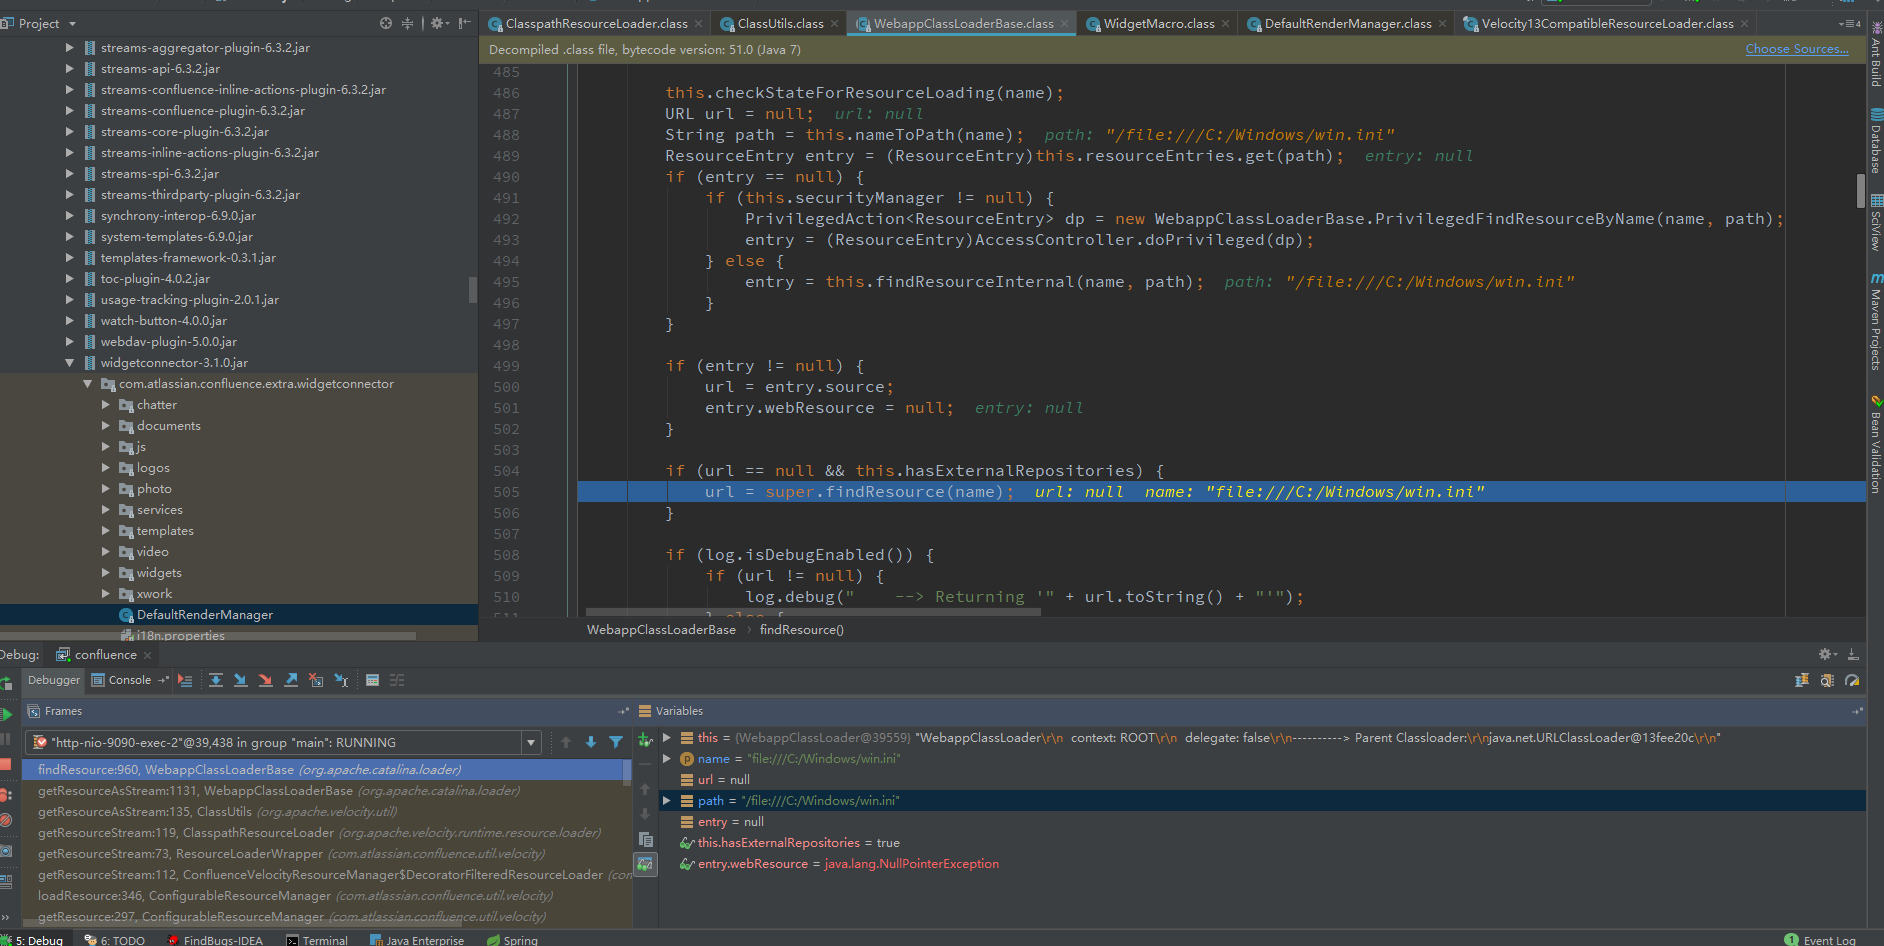 Project
ClasspathResourceLoader.class
ClassUtils.class
WebappClassLoaderBase.class
WidgetMacro.class
DefaultRenderManager.class
Velocity13CompatibleResourceLoader.class
4
Decompiled .class file, bytecode version: 51.0 (Java 7)
Choose Sources...
streams-aggregator-plugin-6.3.2.jar
streams-api-6.3.2.jar
streams-confluence-inline-actions-plugin-6.3.2.jar
streams-confluence-plugin-6.3.2.jar
streams-core-plugin-6.3.2.jar
streams-inline-actions-plugin-6.3.2.jar
streams-spi-6.3.2.jar
streams-thirdparty-plugin-6.3.2.jar
synchrony-interop-6.9.0.jar
system-templates-6.9.0.jar
templates-framework-0.3.1.jar
toc-plugin-4.0.2.jar
usage-tracking-plugin-2.0.1.jar
watch-button-4.0.0.jar
webdav-plugin-5.0.0.jar
widgetconnector-3.1.0.jar
com.atlassian.confluence.extra.widgetconnector
chatter
documents
js
logos
photo
services
templates
video
widgets
xwork
DefaultRenderManager
i18n.properties
485
486 this.checkStateForResourceLoading(name);
487 URL url = null; url: null
488 String path = this.nameToPath(name); path: "/file:///C:/Windows/win.ini"
489 ResourceEntry entry = (ResourceEntry)this.resourceEntries.get(path); entry: null
490 if (entry == null) {
491 if (this.securityManager != null) {
492 PrivilegedAction<ResourceEntry> dp = new WebappClassLoaderBase.PrivilegedFindResourceByName(name, path);
493 entry = (ResourceEntry)AccessController.doPrivileged(dp);
494 } else {
495 entry = this.findResourceInternal(name, path); path: "/file:///C:/Windows/win.ini"
496 }
497 }
498
499 if (entry != null) {
500 url = entry.source;
501 entry.webResource = null; entry: null
502 }
503
504 if (url == null && this.hasExternalRepositories) {
505 url = super.findResource(name); url: null name: "file:///C:/Windows/win.ini"
506 }
507
508 if (log.isDebugEnabled()) {
509 if (url != null) {
510 log.debug(" --> Returning '" + url.toString() + "'");
511 } else {
WebappClassLoaderBase > findResource()
Ant Build
Database
SciView
Maven Projects
Bean Validation
Debug: confluence
Debugger Console
Frames
Variables
"http-nio-9090-exec-2"@39,438 in group "main": RUNNING
findResource:960, WebappClassLoaderBase (org.apache.catalina.loader)
getResourceAsStream:1131, WebappClassLoaderBase (org.apache.catalina.loader)
getResourceAsStream:135, ClassUtils (org.apache.velocity.util)
getResourceStream:119, ClasspathResourceLoader (org.apache.velocity.runtime.resource.loader)
getResourceStream:73, ResourceLoaderWrapper (com.atlassian.confluence.util.velocity)
getResourceStream:112, ConfluenceVelocityResourceManager$DecoratorFilteredResourceLoader (con
loadResource:346, ConfigurableResourceManager (com.atlassian.confluence.util.velocity)
getResource:297, ConfigurableResourceManager (com.atlassian.confluence.util.velocity)
this = {WebappClassLoader@39559} "WebappClassLoader\r\n context: ROOT\r\n delegate: false\r\n----------> Parent Classloader:\r\njava.net.URLClassLoader@13fee20c\r\n"
name = "file:///C:/Windows/win.ini"
url = null
path = "/file:///C:/Windows/win.ini"
entry = null
this.hasExternalRepositories = true
entry.webResource = java.lang.NullPointerException
5: Debug
6: TODO
FindBugs-IDEA
Terminal
Java Enterprise
Spring
1 Event Log